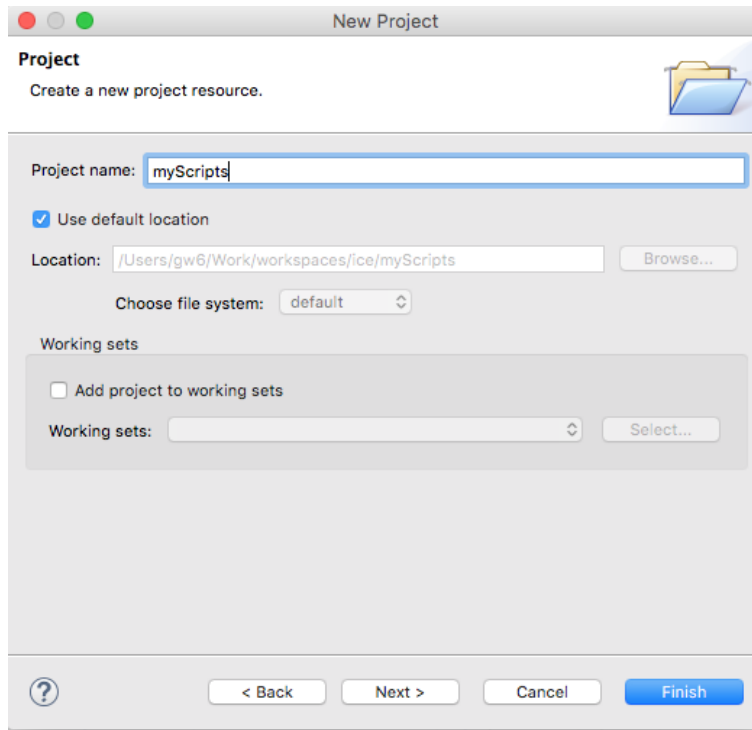 New Project
Project
Create a new project resource.
Project name: myScripts
Use default location
Location: /Users/gw6/Work/workspaces/ice/myScripts Browse...
Choose file system: default
Working sets
Add project to working sets
Working sets: Select...
? < Back Next > Cancel Finish